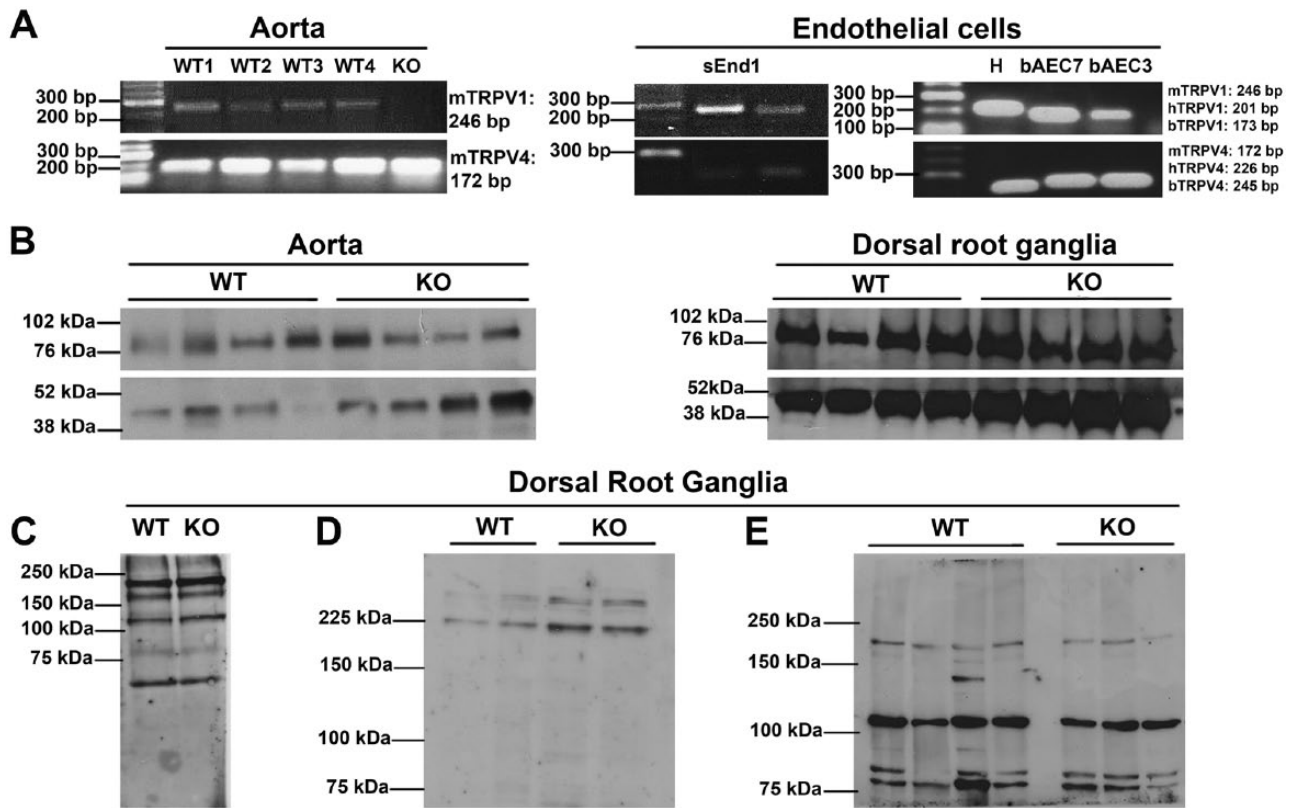 A
Aorta
WT1 WT2 WT3 WT4 KO
300 bp
200 bp
mTRPV1:
246 bp
300 bp
200 bp
mTRPV4:
172 bp
Endothelial cells
sEnd1
300 bp
200 bp
300 bp
H bAEC7 bAEC3
300 bp
200 bp
100 bp
mTRPV1: 246 bp
hTRPV1: 201 bp
bTRPV1: 173 bp
300 bp
mTRPV4: 172 bp
hTRPV4: 226 bp
bTRPV4: 245 bp
B
Aorta
WT KO
102 kDa
76 kDa
52 kDa
38 kDa
Dorsal root ganglia
WT KO
102 kDa
76 kDa
52kDa
38 kDa
Dorsal Root Ganglia
C
WT KO
250 kDa
150 kDa
100 kDa
75 kDa
D
WT KO
225 kDa
150 kDa
100 kDa
75 kDa
E
WT KO
250 kDa
150 kDa
100 kDa
75 kDa